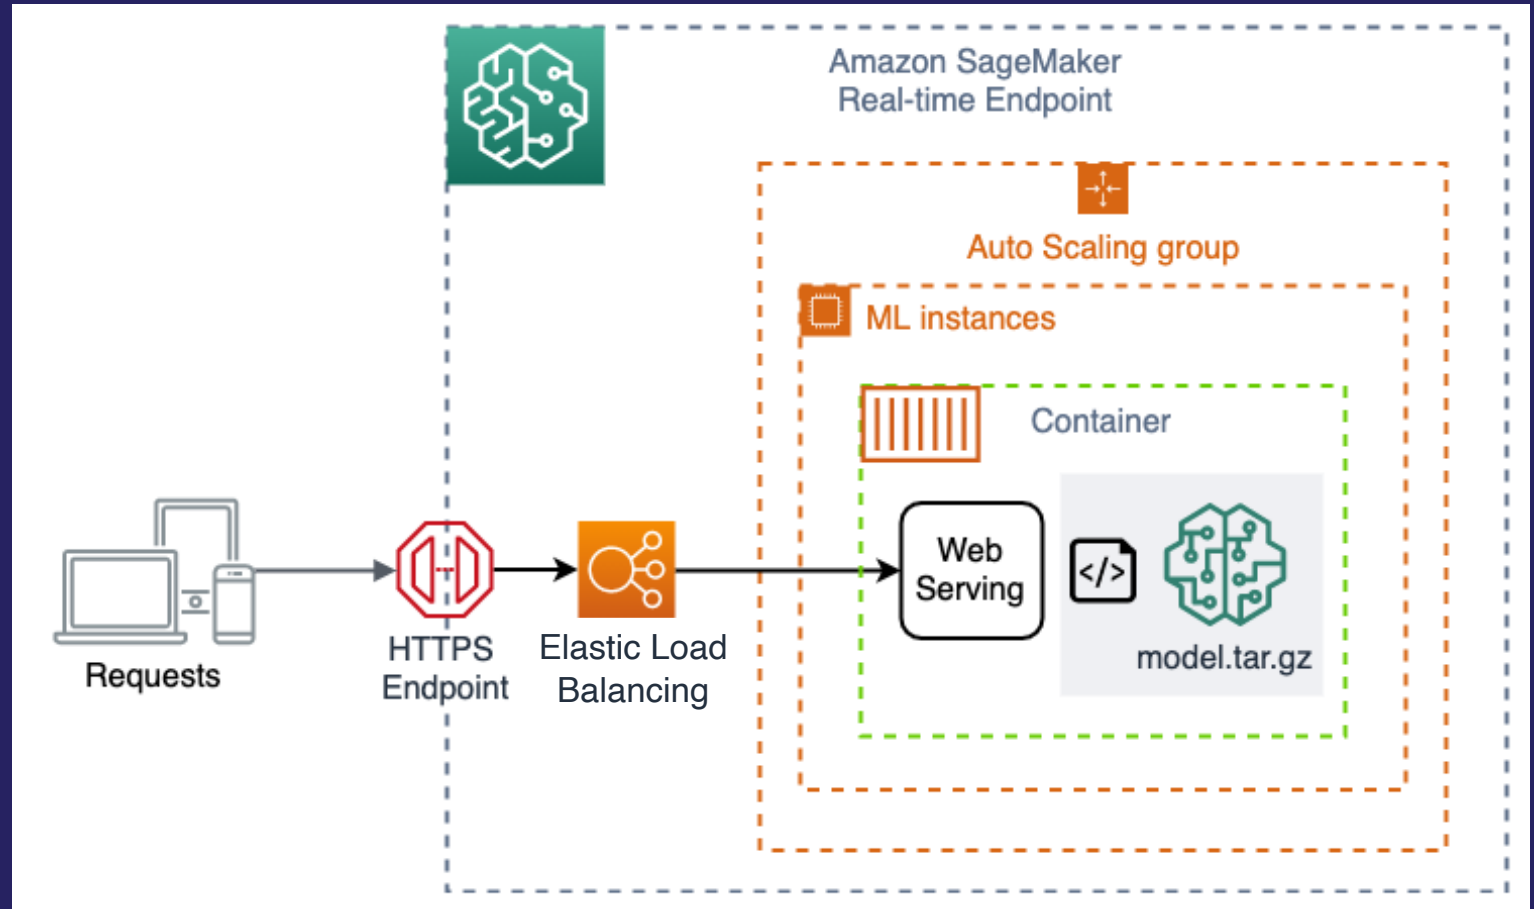 Amazon SageMaker
Real-time Endpoint
Auto Scaling group
ML instances
Container
Web
Serving
</>
model.tar.gz
Requests
HTTPS
Endpoint
Elastic Load
Balancing